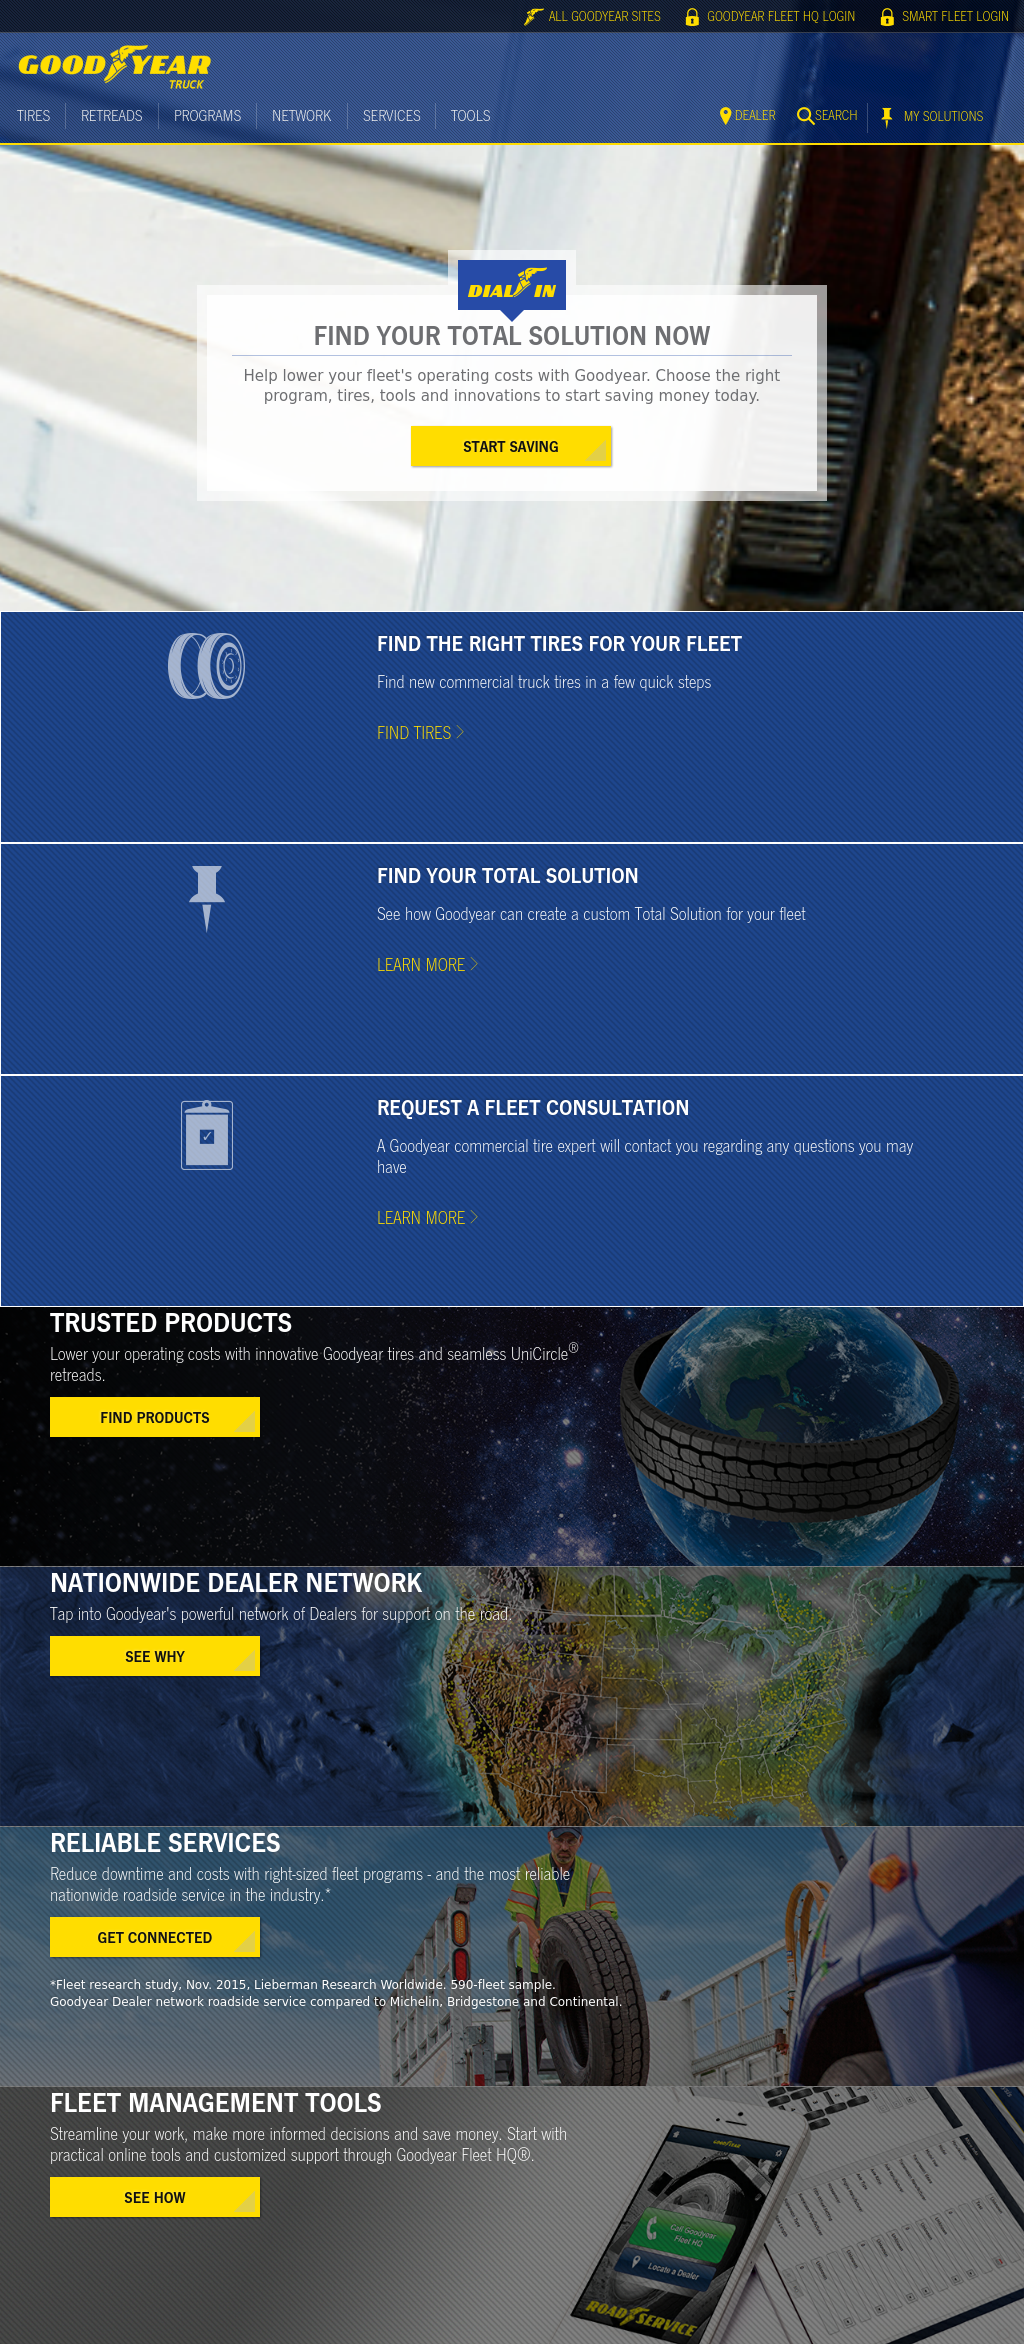 ALL GOODYEAR SITES
GOODYEAR FLEET HQ LOGIN
SMART FLEET LOGIN
GOODYEAR
TRUCK
TIRES
RETREADS
PROGRAMS
NETWORK
SERVICES
TOOLS
DEALER
SEARCH
MY SOLUTIONS
DIAL IN
FIND YOUR TOTAL SOLUTION NOW
Help lower your fleet's operating costs with Goodyear. Choose the right
program, tires, tools and innovations to start saving money today.
START SAVING
FIND THE RIGHT TIRES FOR YOUR FLEET
Find new commercial truck tires in a few quick steps
FIND TIRES
FIND YOUR TOTAL SOLUTION
See how Goodyear can create a custom Total Solution for your fleet
LEARN MORE
REQUEST A FLEET CONSULTATION
A Goodyear commercial tire expert will contact you regarding any questions you may
have
LEARN MORE
TRUSTED PRODUCTS
Lower your operating costs with innovative Goodyear tires and seamless UniCircle®
retreads.
FIND PRODUCTS
NATIONWIDE DEALER NETWORK
Tap into Goodyear's powerful network of Dealers for support on the road.
SEE WHY
RELIABLE SERVICES
Reduce downtime and costs with right-sized fleet programs - and the most reliable
nationwide roadside service in the industry.*
GET CONNECTED
*Fleet research study, Nov. 2015, Lieberman Research Worldwide. 590-fleet sample.
Goodyear Dealer network roadside service compared to Michelin, Bridgestone and Continental.
FLEET MANAGEMENT TOOLS
Streamline your work, make more informed decisions and save money. Start with
practical online tools and customized support through Goodyear Fleet HQ®.
SEE HOW
GOODYEAR
Call Goodyear
Fleet HQ
Locate a Dealer
ROAD SERVICE